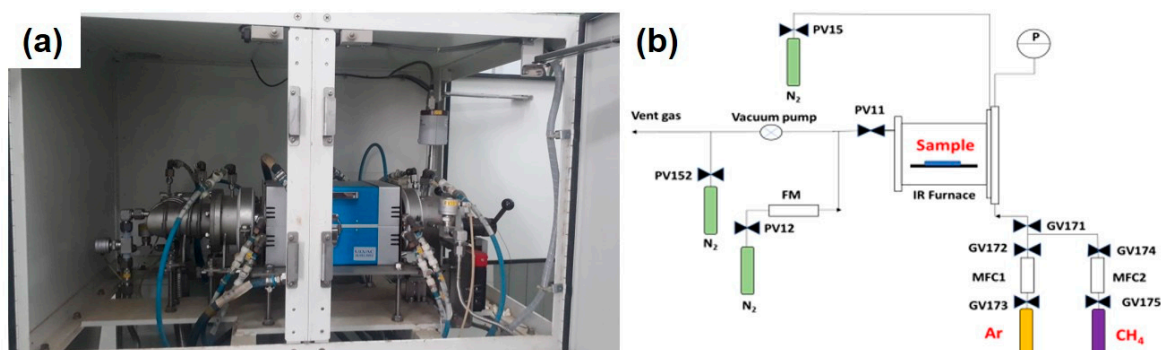 (a)
(b)
PV15
N2
P
PV11
Vent gas
Vacuum pump
Sample
IR Furnace
PV152
FM
PV12
N2
N2
GV171
GV172
GV174
MFC1
MFC2
GV173
GV175
Ar
CH4